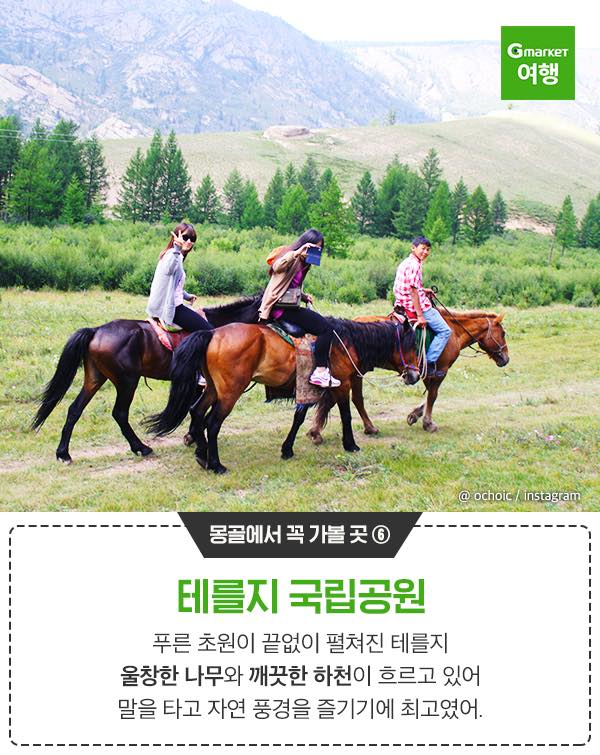 Gmarket
여행
@ ochoic / instagram
몽골에서 꼭 가볼 곳 ⑥
테를지 국립공원
푸른 초원이 끝없이 펼쳐진 테를지
울창한 나무와 깨끗한 하천이 흐르고 있어
말을 타고 자연 풍경을 즐기기에 최고였어.